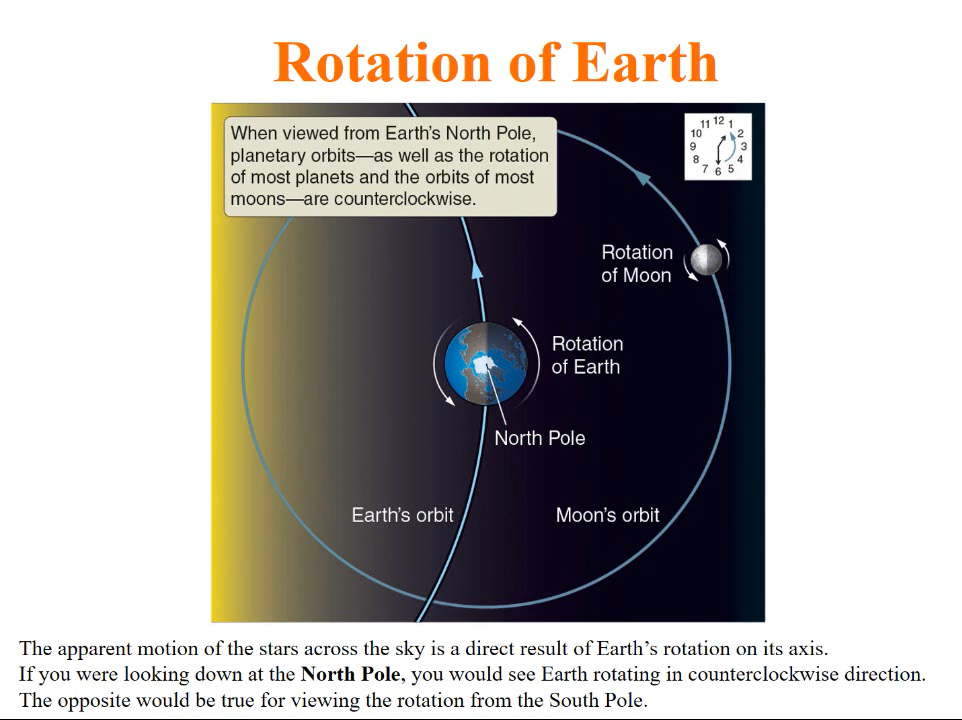 Rotation of Earth
When viewed from Earth's North Pole,
planetary orbits—as well as the rotation
of most planets and the orbits of most
moons—are counterclockwise.
11 12 1
10 2
9 3
8 4
7 6 5
Rotation
of Moon
Rotation
of Earth
North Pole
Earth's orbit
Moon's orbit
The apparent motion of the stars across the sky is a direct result of Earth's rotation on its axis.
If you were looking down at the North Pole, you would see Earth rotating in counterclockwise direction.
The opposite would be true for viewing the rotation from the South Pole.